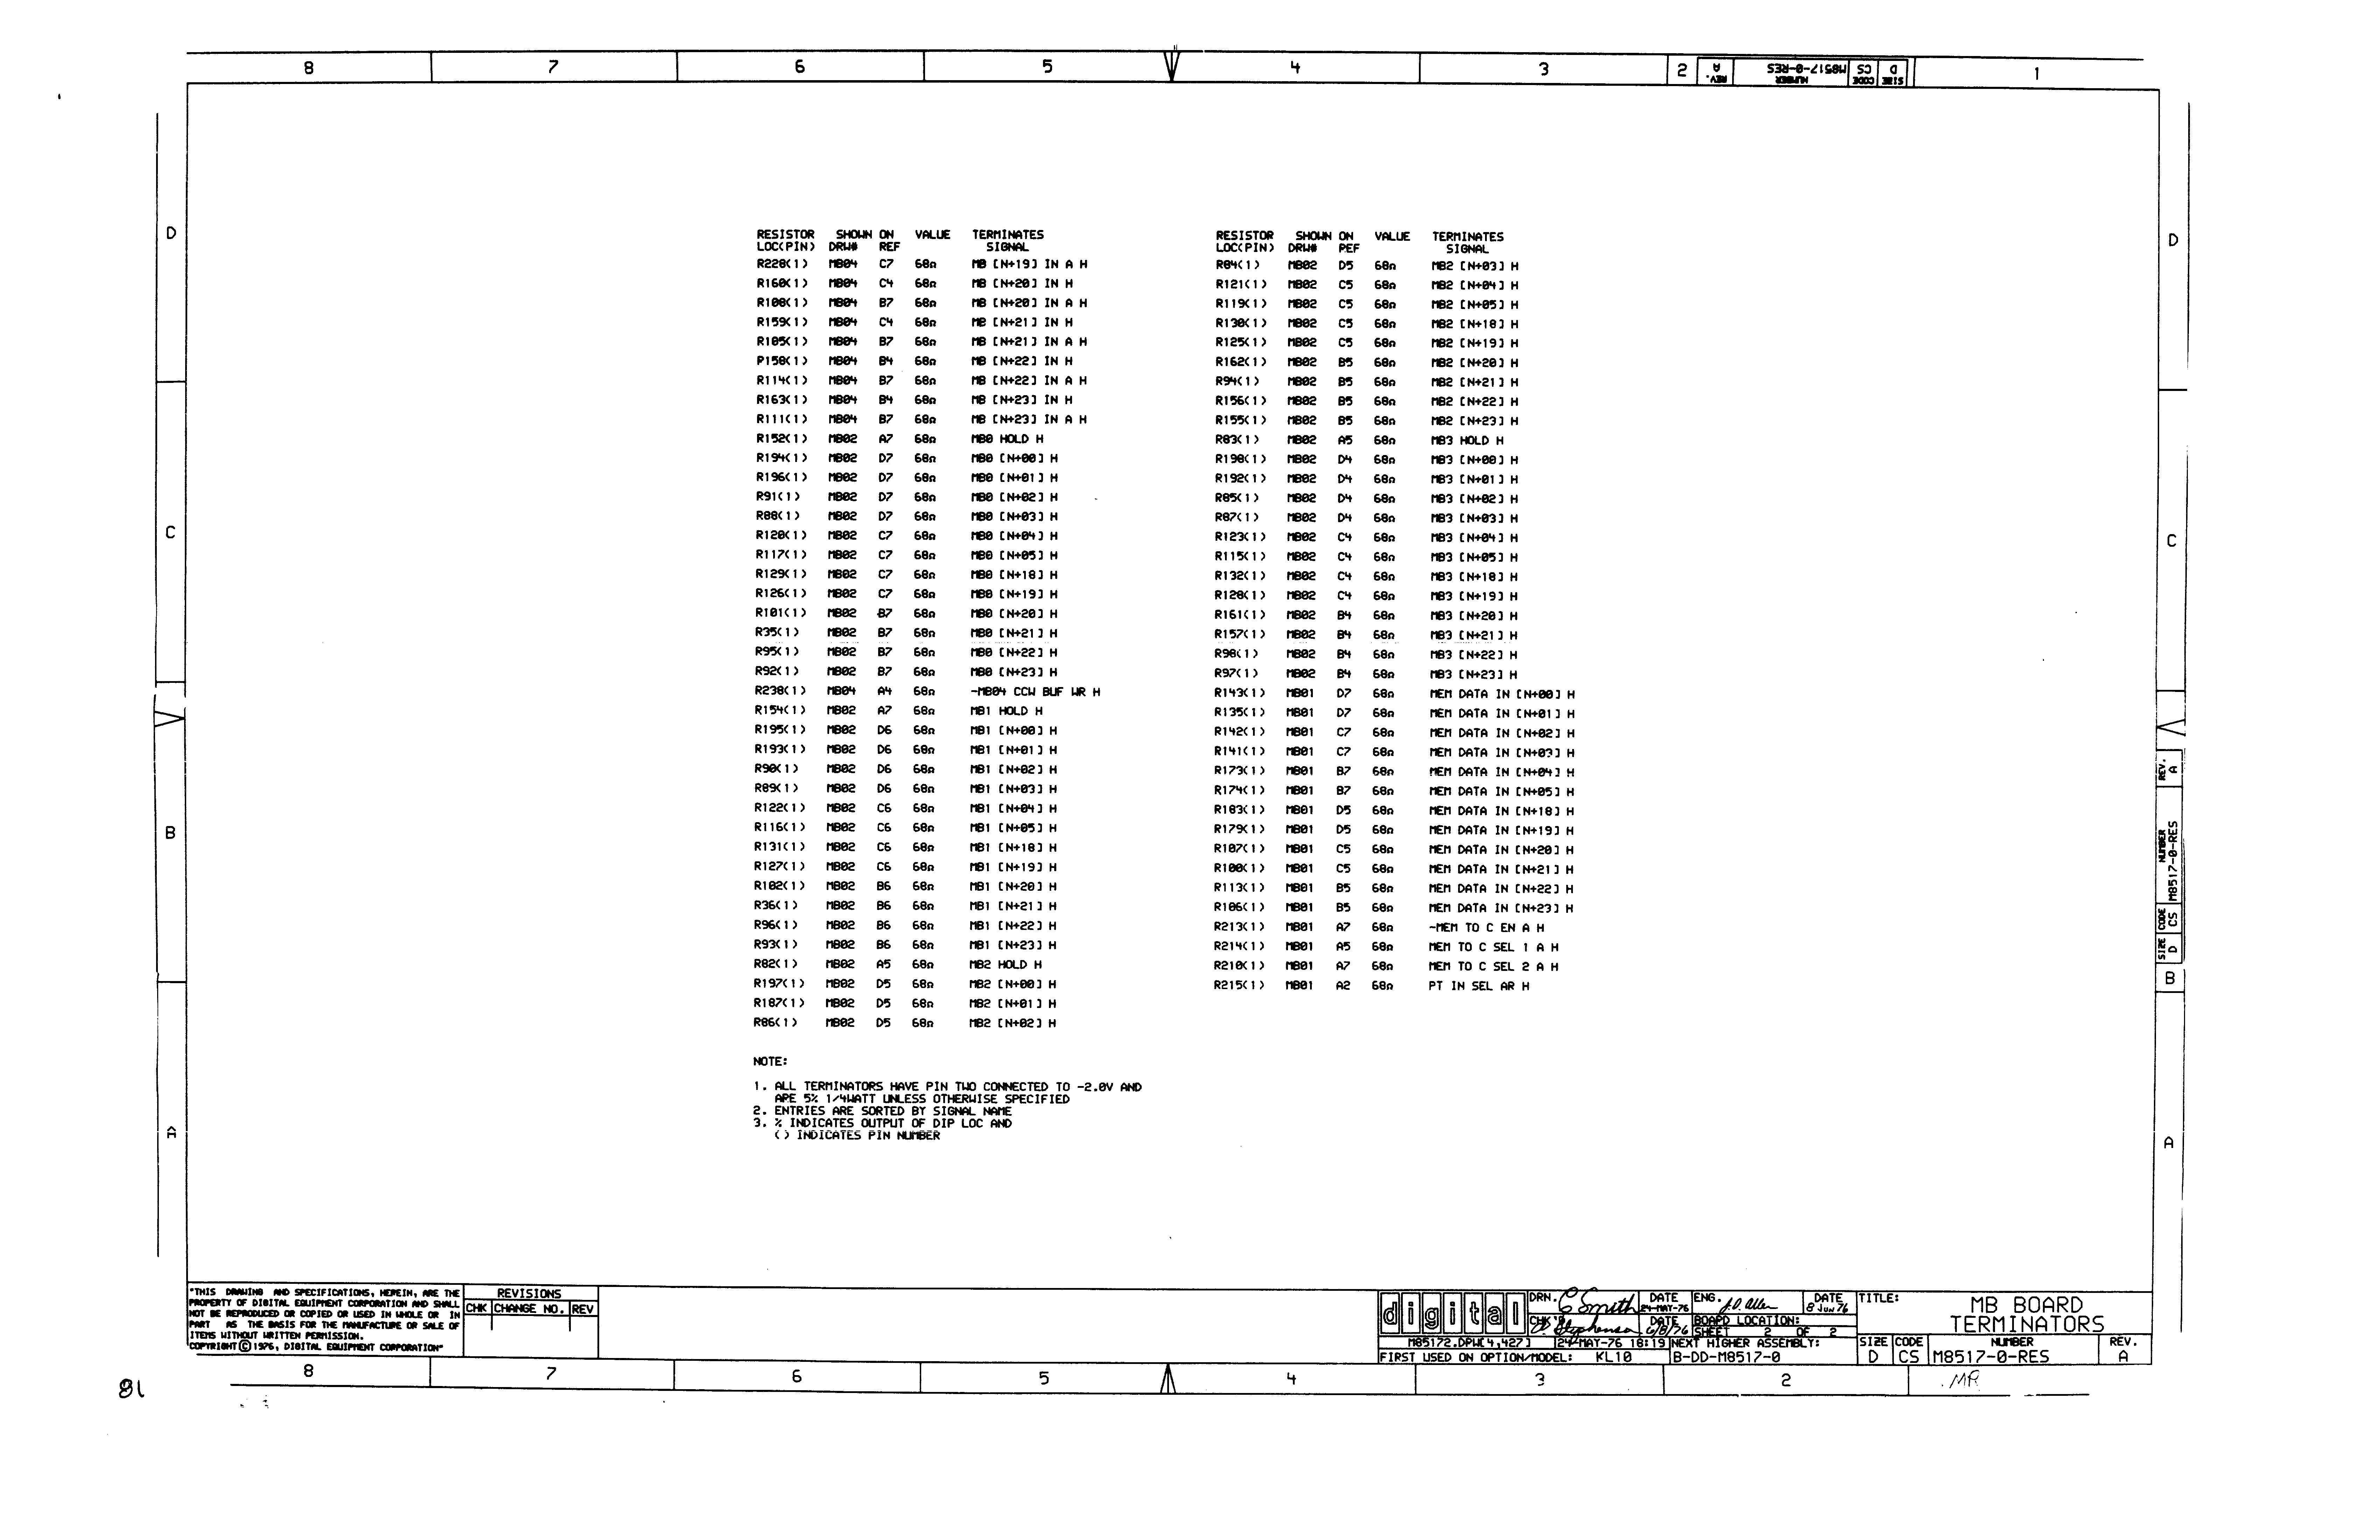 8 7 6 5 4 3 2 1
REV. A NUMBER M8517-0-RES CODE CS SIZE D
D
C
B
A
RESISTOR SHOWN ON VALUE TERMINATES
LOC(PIN) DRW# REF SIGNAL
R228(1) MB04 C7 68Ω MB [N+19] IN A H
R160(1) MB04 C4 68Ω MB [N+20] IN H
R108(1) MB04 B7 68Ω MB [N+20] IN A H
R159(1) MB04 C4 68Ω MB [N+21] IN H
R105(1) MB04 B7 68Ω MB [N+21] IN A H
R158(1) MB04 B4 68Ω MB [N+22] IN H
R114(1) MB04 B7 68Ω MB [N+22] IN A H
R163(1) MB04 B4 68Ω MB [N+23] IN H
R111(1) MB04 B7 68Ω MB [N+23] IN A H
R152(1) MB02 A7 68Ω MB0 HOLD H
R194(1) MB02 D7 68Ω MB0 [N+00] H
R196(1) MB02 D7 68Ω MB0 [N+01] H
R91(1) MB02 D7 68Ω MB0 [N+02] H
R88(1) MB02 D7 68Ω MB0 [N+03] H
R120(1) MB02 C7 68Ω MB0 [N+04] H
R117(1) MB02 C7 68Ω MB0 [N+05] H
R129(1) MB02 C7 68Ω MB0 [N+18] H
R126(1) MB02 C7 68Ω MB0 [N+19] H
R101(1) MB02 B7 68Ω MB0 [N+20] H
R35(1) MB02 B7 68Ω MB0 [N+21] H
R95(1) MB02 B7 68Ω MB0 [N+22] H
R92(1) MB02 B7 68Ω MB0 [N+23] H
R238(1) MB04 A4 68Ω -MB04 CCW BUF WR H
R154(1) MB02 A7 68Ω MB1 HOLD H
R195(1) MB02 D6 68Ω MB1 [N+00] H
R193(1) MB02 D6 68Ω MB1 [N+01] H
R90(1) MB02 D6 68Ω MB1 [N+02] H
R89(1) MB02 D6 68Ω MB1 [N+03] H
R122(1) MB02 C6 68Ω MB1 [N+04] H
R116(1) MB02 C6 68Ω MB1 [N+05] H
R131(1) MB02 C6 68Ω MB1 [N+18] H
R127(1) MB02 C6 68Ω MB1 [N+19] H
R102(1) MB02 B6 68Ω MB1 [N+20] H
R36(1) MB02 B6 68Ω MB1 [N+21] H
R96(1) MB02 B6 68Ω MB1 [N+22] H
R93(1) MB02 B6 68Ω MB1 [N+23] H
R82(1) MB02 A5 68Ω MB2 HOLD H
R197(1) MB02 D5 68Ω MB2 [N+00] H
R187(1) MB02 D5 68Ω MB2 [N+01] H
R86(1) MB02 D5 68Ω MB2 [N+02] H
RESISTOR SHOWN ON VALUE TERMINATES
LOC(PIN) DRW# REF SIGNAL
R84(1) MB02 D5 68Ω MB2 [N+03] H
R121(1) MB02 C5 68Ω MB2 [N+04] H
R119(1) MB02 C5 68Ω MB2 [N+05] H
R130(1) MB02 C5 68Ω MB2 [N+18] H
R125(1) MB02 C5 68Ω MB2 [N+19] H
R162(1) MB02 B5 68Ω MB2 [N+20] H
R94(1) MB02 B5 68Ω MB2 [N+21] H
R156(1) MB02 B5 68Ω MB2 [N+22] H
R155(1) MB02 B5 68Ω MB2 [N+23] H
R83(1) MB02 A5 68Ω MB3 HOLD H
R198(1) MB02 D4 68Ω MB3 [N+00] H
R192(1) MB02 D4 68Ω MB3 [N+01] H
R85(1) MB02 D4 68Ω MB3 [N+02] H
R87(1) MB02 D4 68Ω MB3 [N+03] H
R123(1) MB02 C4 68Ω MB3 [N+04] H
R115(1) MB02 C4 68Ω MB3 [N+05] H
R132(1) MB02 C4 68Ω MB3 [N+18] H
R128(1) MB02 C4 68Ω MB3 [N+19] H
R161(1) MB02 B4 68Ω MB3 [N+20] H
R157(1) MB02 B4 68Ω MB3 [N+21] H
R98(1) MB02 B4 68Ω MB3 [N+22] H
R97(1) MB02 B4 68Ω MB3 [N+23] H
R143(1) MB01 D7 68Ω MEM DATA IN [N+00] H
R135(1) MB01 D7 68Ω MEM DATA IN [N+01] H
R142(1) MB01 C7 68Ω MEM DATA IN [N+02] H
R141(1) MB01 C7 68Ω MEM DATA IN [N+03] H
R173(1) MB01 B7 68Ω MEM DATA IN [N+04] H
R174(1) MB01 B7 68Ω MEM DATA IN [N+05] H
R183(1) MB01 D5 68Ω MEM DATA IN [N+18] H
R179(1) MB01 D5 68Ω MEM DATA IN [N+19] H
R107(1) MB01 C5 68Ω MEM DATA IN [N+20] H
R100(1) MB01 C5 68Ω MEM DATA IN [N+21] H
R113(1) MB01 B5 68Ω MEM DATA IN [N+22] H
R106(1) MB01 B5 68Ω MEM DATA IN [N+23] H
R213(1) MB01 A7 68Ω -MEM TO C EN A H
R214(1) MB01 A5 68Ω MEM TO C SEL 1 A H
R210(1) MB01 A7 68Ω MEM TO C SEL 2 A H
R215(1) MB01 A2 68Ω PT IN SEL AR H
NOTE:
1. ALL TERMINATORS HAVE PIN TWO CONNECTED TO -2.0V AND
ARE 5% 1/4WATT UNLESS OTHERWISE SPECIFIED
2. ENTRIES ARE SORTED BY SIGNAL NAME
3. % INDICATES OUTPUT OF DIP LOC AND
() INDICATES PIN NUMBER
D
C
REV. A
NUMBER M8517-0-RES
CODE CS
SIZE D
B
A
"THIS DRAWING AND SPECIFICATIONS, HEREIN, ARE THE
PROPERTY OF DIGITAL EQUIPMENT CORPORATION AND SHALL
NOT BE REPRODUCED OR COPIED OR USED IN WHOLE OR IN
PART AS THE BASIS FOR THE MANUFACTURE OR SALE OF
ITEMS WITHOUT WRITTEN PERMISSION.
COPYRIGHT © 1976, DIGITAL EQUIPMENT CORPORATION"
REVISIONS
CHK CHANGE NO. REV
digital
DRN. C Smith DATE 24-MAY-76 ENG. J.D. Allen DATE 8 Jun 76
CHK'D Stephenson DATE 6/8/76 BOARD LOCATION:
SHEET 2 OF 2
M85172.DRW[4,427] 24-MAY-76 18:19 NEXT HIGHER ASSEMBLY:
FIRST USED ON OPTION/MODEL: KL10 B-DD-M8517-0
TITLE: MB BOARD
TERMINATORS
SIZE CODE NUMBER REV.
D CS M8517-0-RES A
8 7 6 5 4 3 2
MR
81